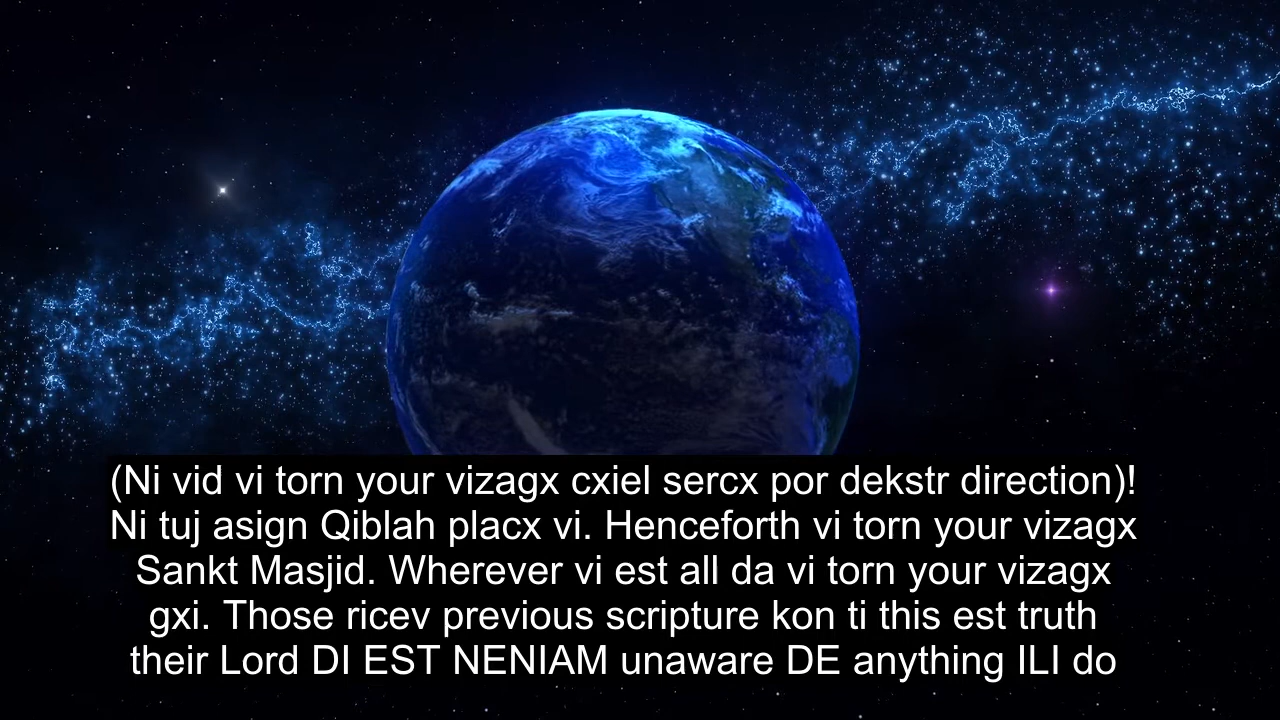 (Ni vid vi torn your vizagx cxiel sercx por dekstr direction)!
Ni tuj asign Qiblah placx vi. Henceforth vi torn your vizagx
Sankt Masjid. Wherever vi est all da vi torn your vizagx
gxi. Those ricev previous scripture kon ti this est truth
their Lord DI EST NENIAM unaware DE anything ILI do